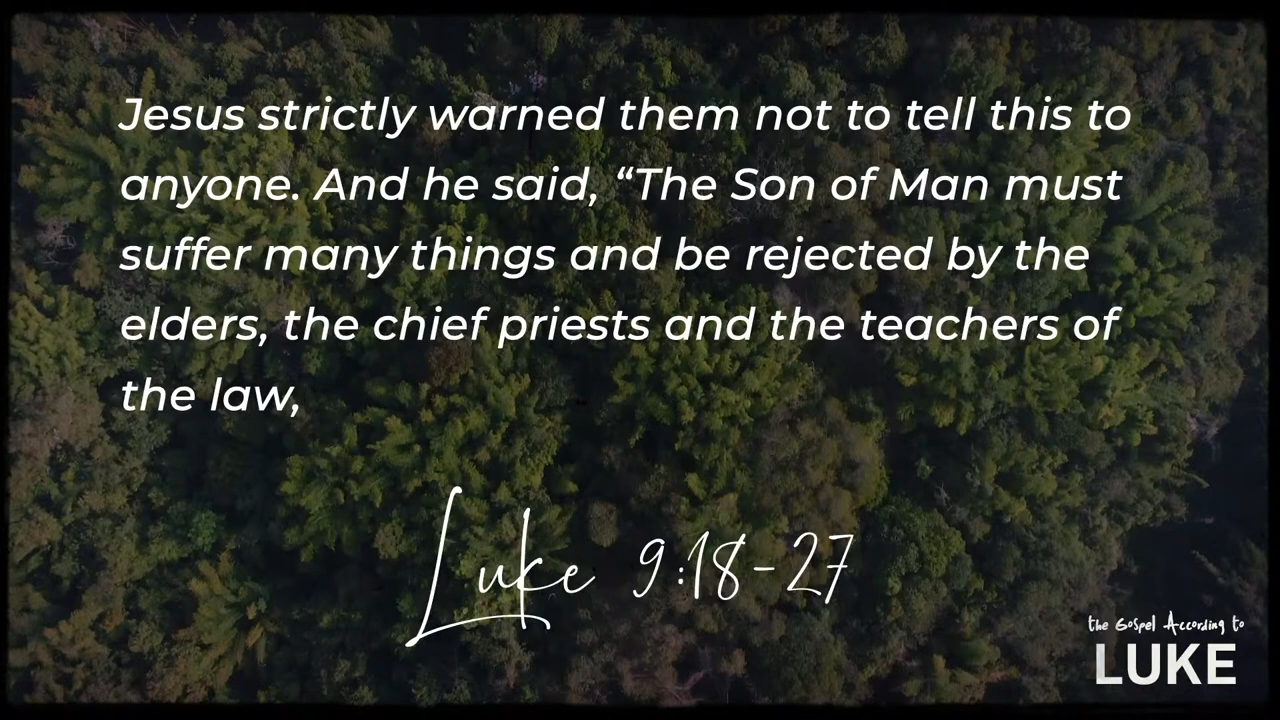 Jesus strictly warned them not to tell this to
anyone. And he said, “The Son of Man must
suffer many things and be rejected by the
elders, the chief priests and the teachers of
the law,
Luke 9:18-27
the Gospel According to
LUKE